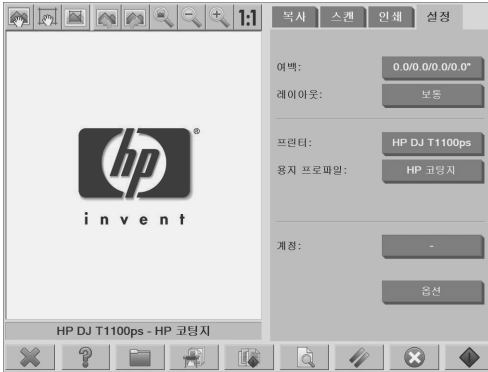 1:1
복사 스캔 인쇄 설정
여백: 0.0/0.0/0.0/0.0"
레이아웃: 보통
프린터: HP DJ T1100ps
용지 프로파일: HP 코팅지
계정: -
옵션
hp®
invent
HP DJ T1100ps - HP 코팅지